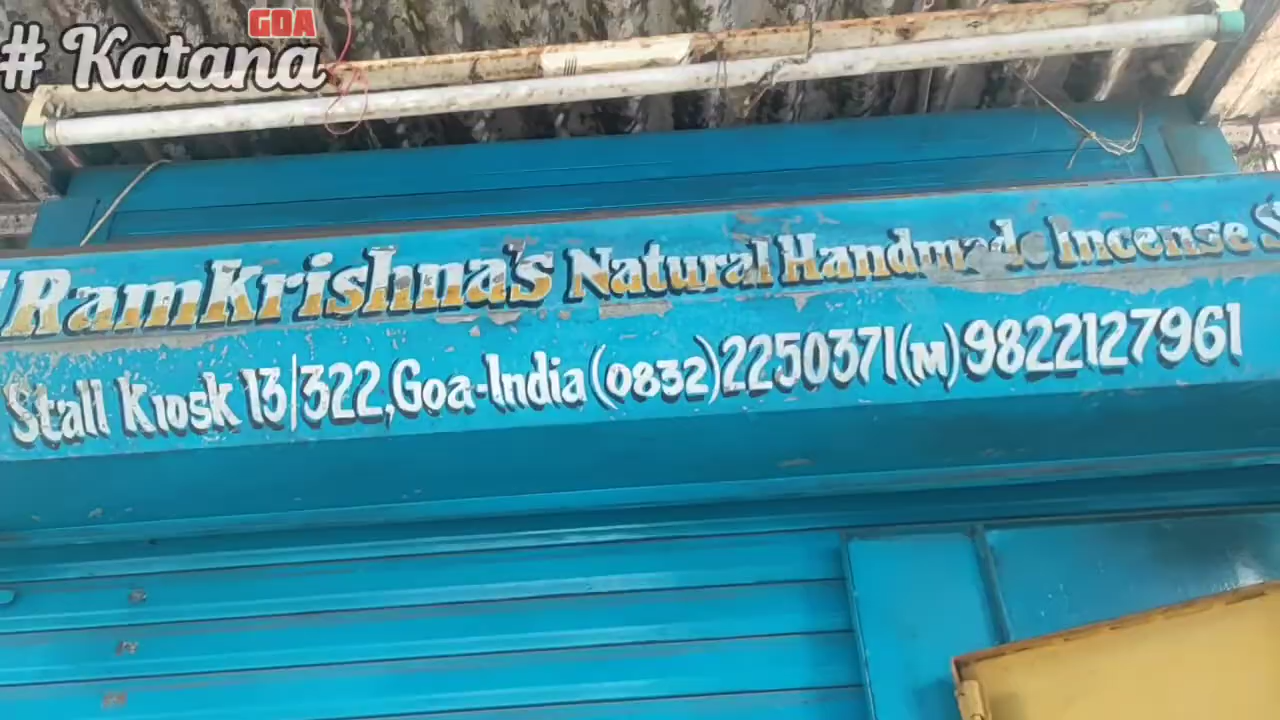 GOA
# Katana
RamKrishna's Natural Handmade Incense
Stall Kiosk 13/322, Goa-India (0832) 2250371 (M) 9822127961